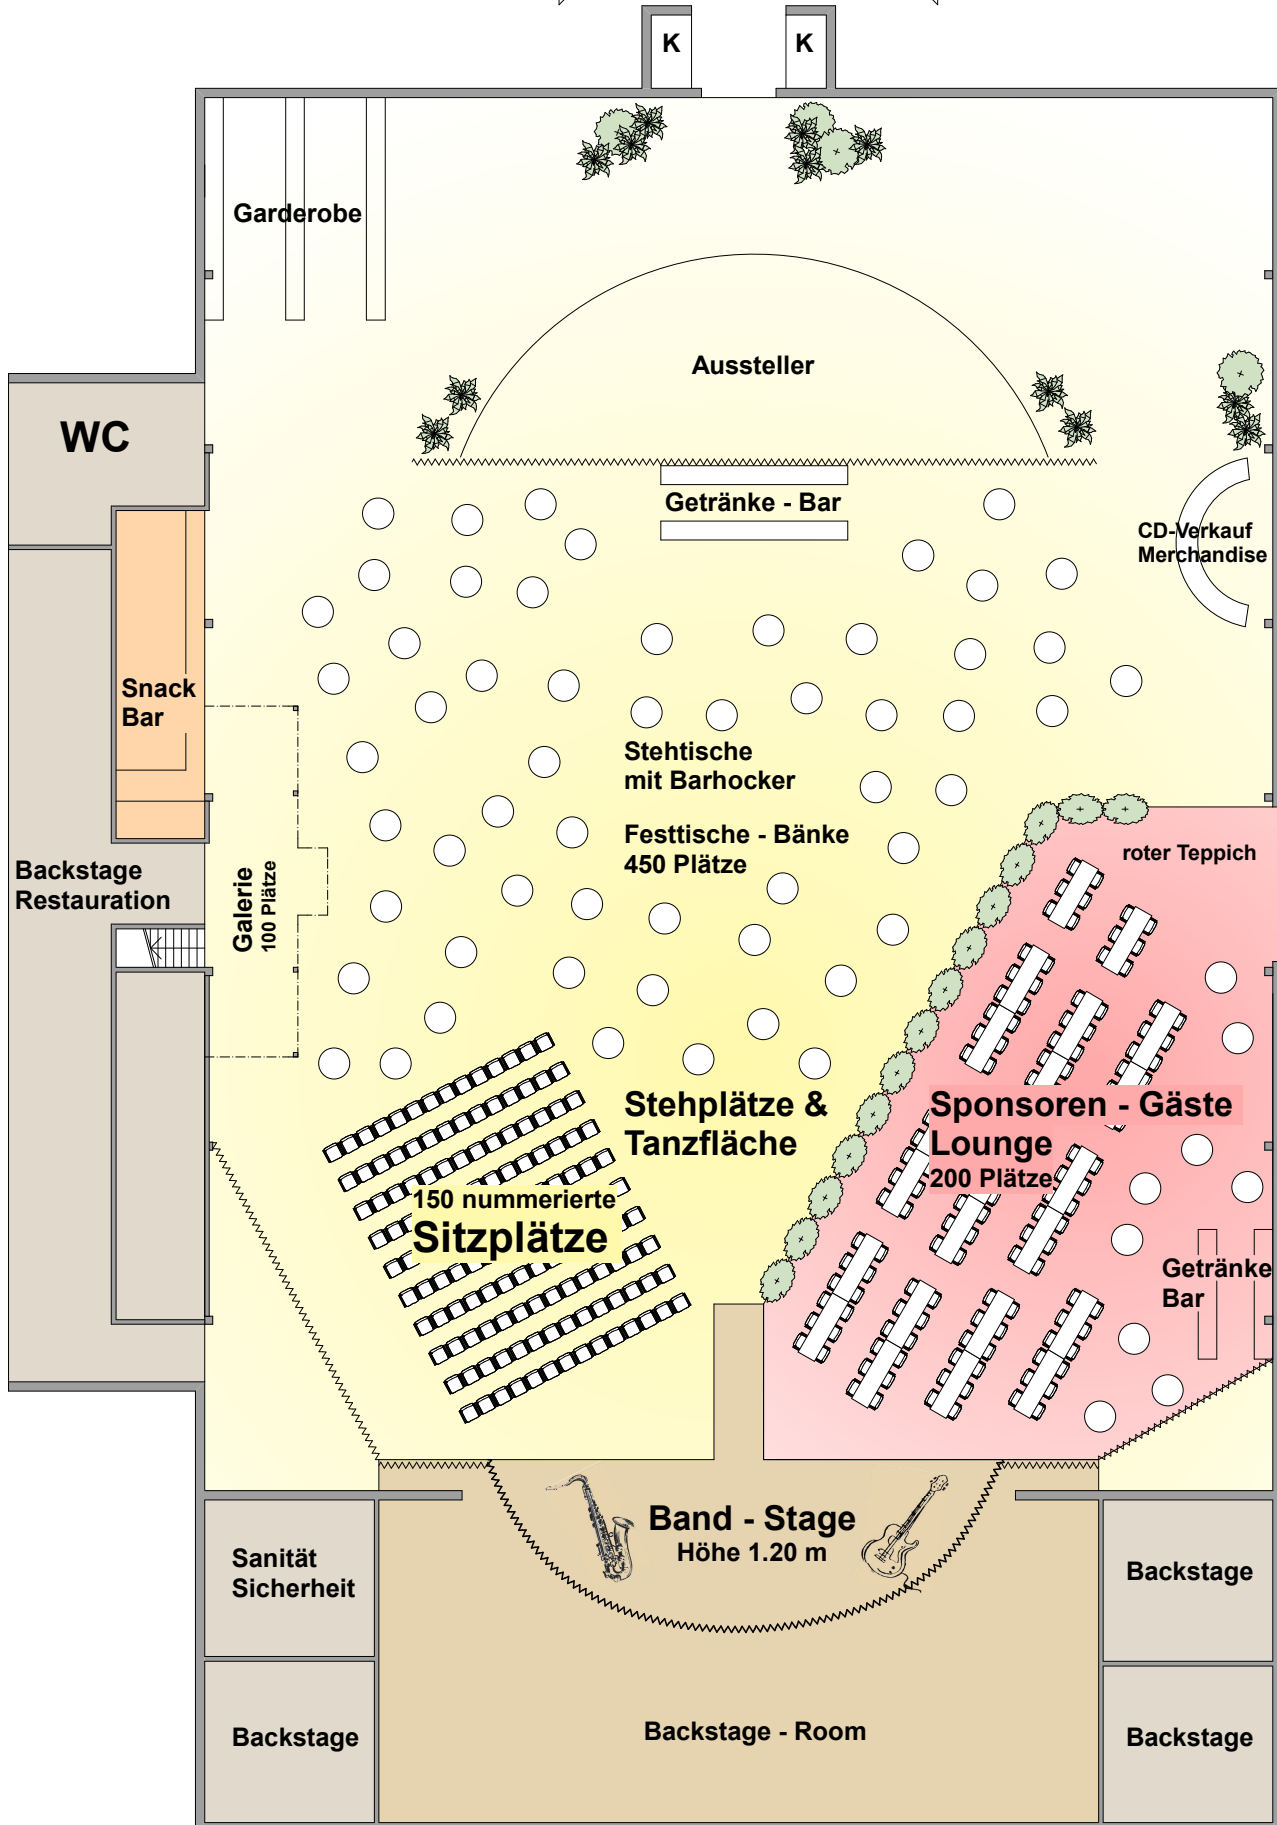 K
K
Garderobe
Aussteller
WC
Getränke - Bar
CD-Verkauf
Merchandise
Snack
Bar
Stehtische
mit Barhocker
Festtische - Bänke
450 Plätze
roter Teppich
Backstage
Restauration
Galerie
100 Plätze
Stehplätze &
Tanzfläche
Sponsoren - Gäste
Lounge
200 Plätze
150 nummerierte
Sitzplätze
Getränke
Bar
Band - Stage
Höhe 1.20 m
Sanität
Sicherheit
Backstage
Backstage
Backstage - Room
Backstage